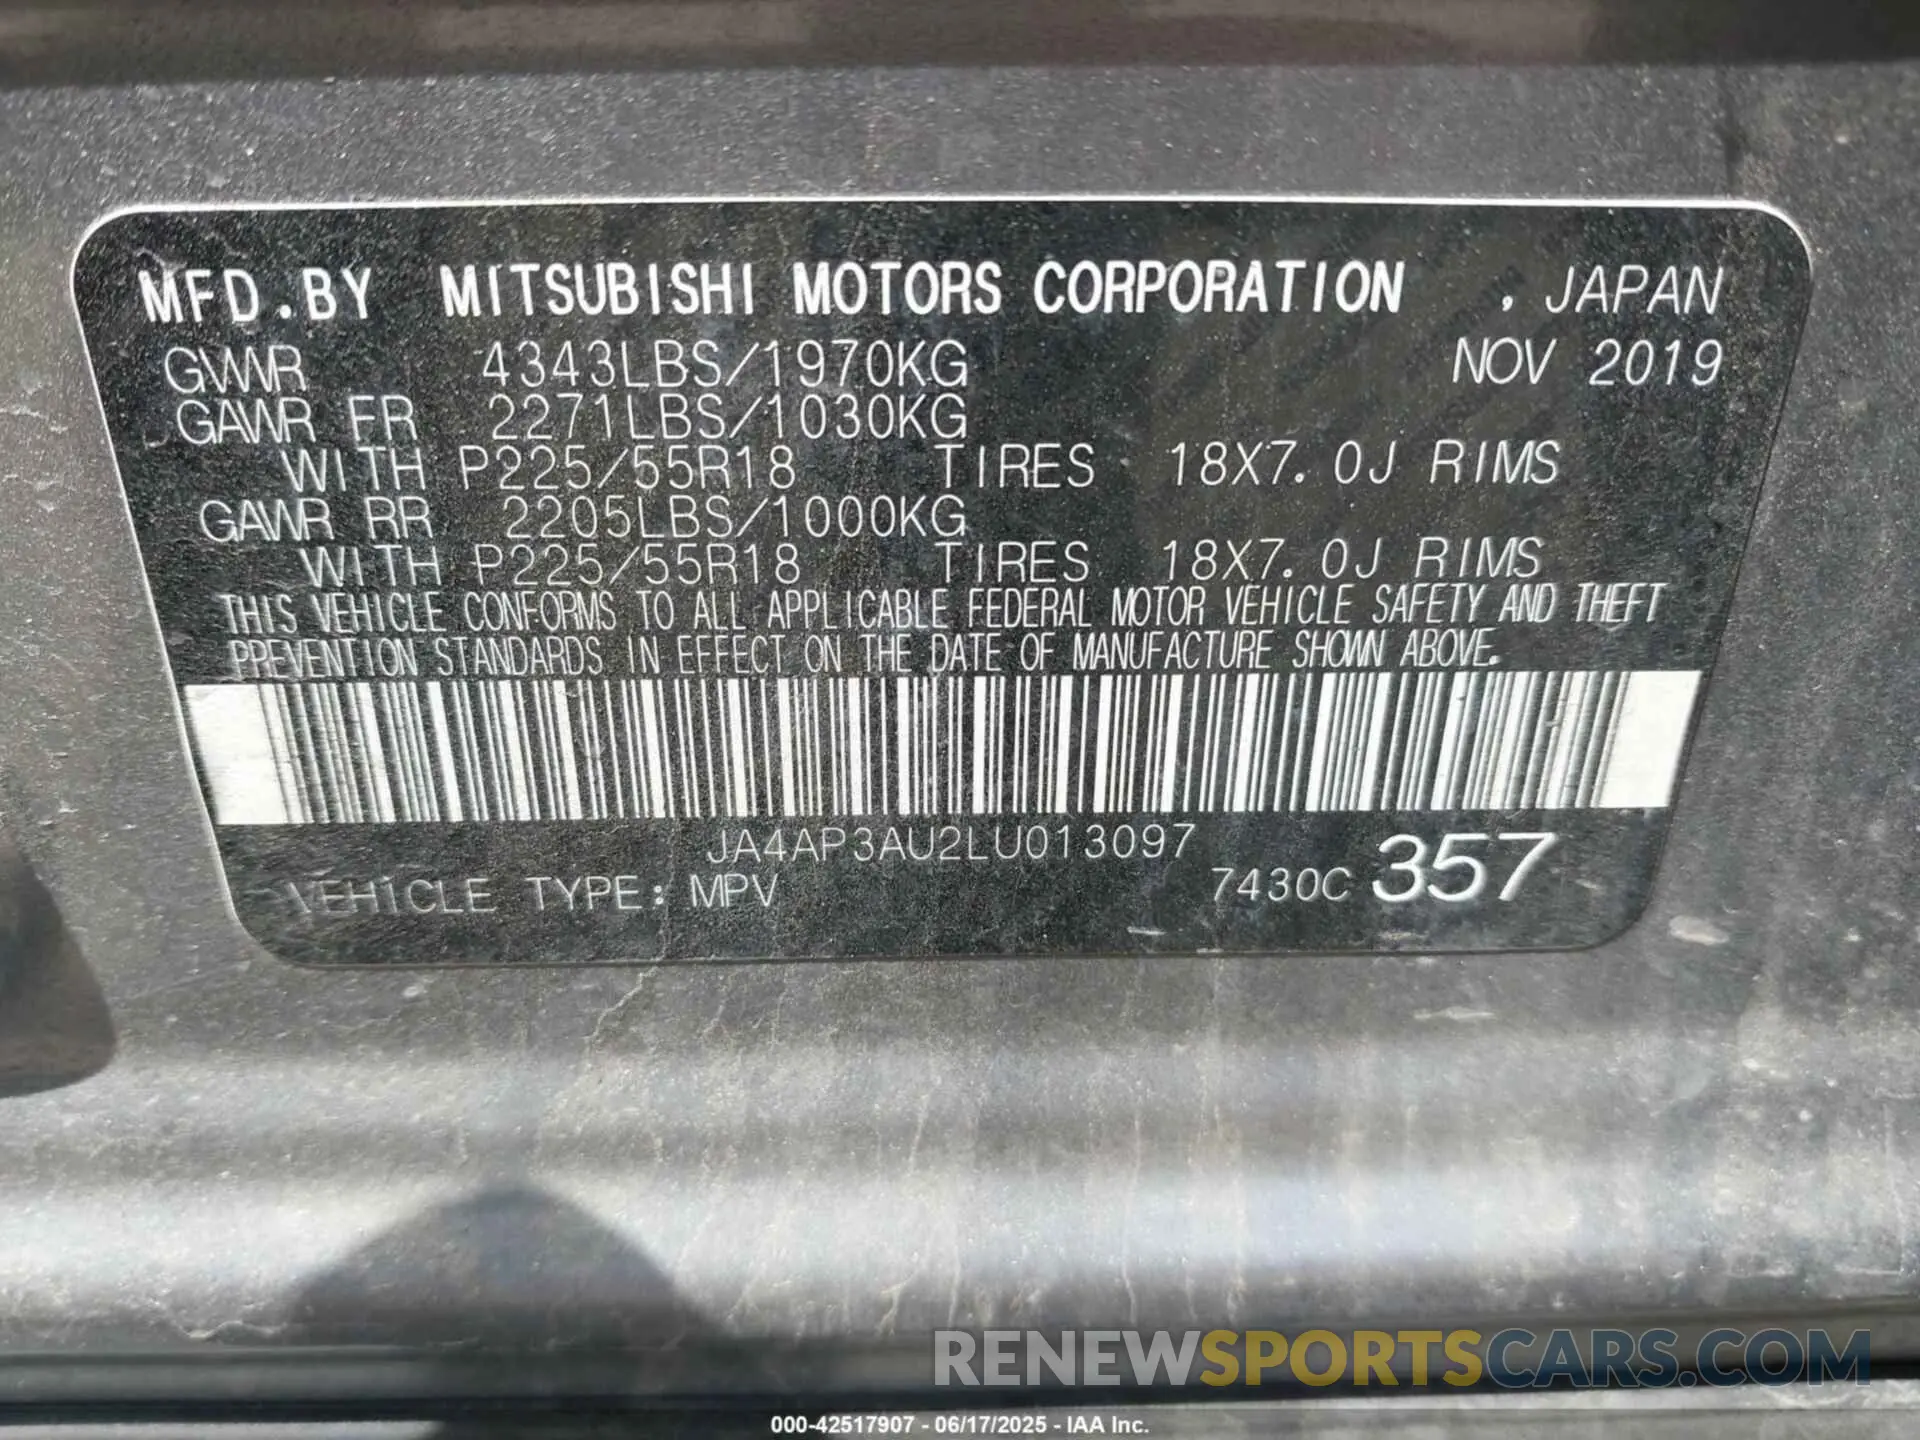 MFD.BY MITSUBISHI MOTORS CORPORATION , JAPAN
GVWR 4343LBS/1970KG NOV 2019
GAWR FR 2271LBS/1030KG
WITH P225/55R18 TIRES 18X7.0J RIMS
GAWR RR 2205LBS/1000KG
WITH P225/55R18 TIRES 18X7.0J RIMS
THIS VEHICLE CONFORMS TO ALL APPLICABLE FEDERAL MOTOR VEHICLE SAFETY AND THEFT
PREVENTION STANDARDS IN EFFECT ON THE DATE OF MANUFACTURE SHOWN ABOVE.
JA4AP3AU2LU013097
VEHICLE TYPE: MPV 7430C 357
RENEWSPORTSCARS.COM
000-42517907 - 06/17/2025 - IAA Inc.